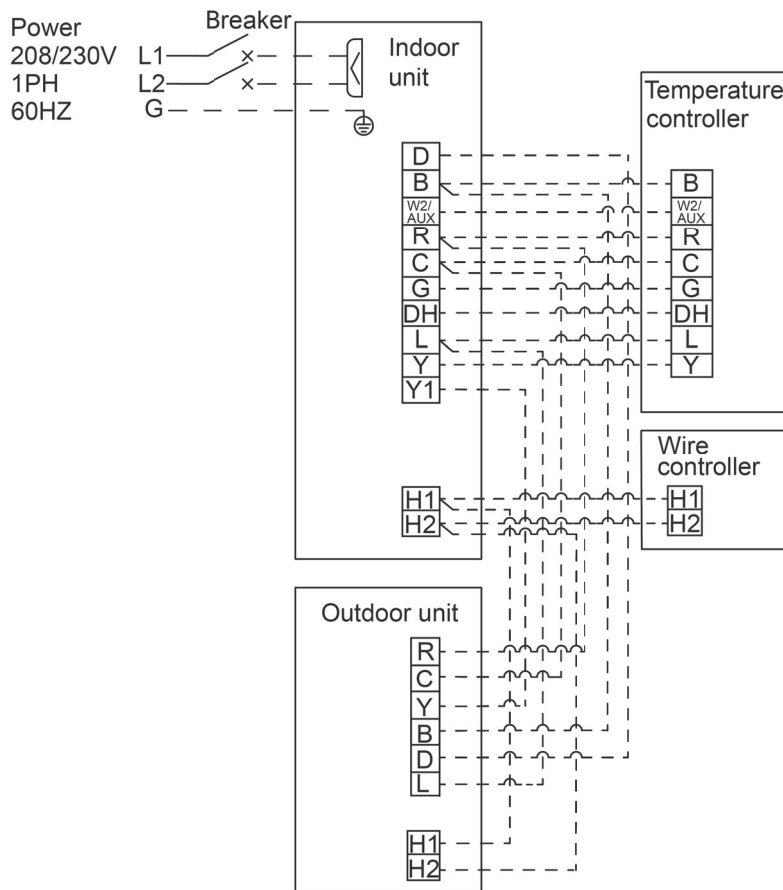 Power
208/230V
1PH
60HZ
L1
L2
G
Breaker
Indoor
unit
D
B
W2/
AUX
R
C
G
DH
L
Y
Y1
H1
H2
Temperature
controller
B
W2/
AUX
R
C
G
DH
L
Y
Wire
controller
H1
H2
Outdoor unit
R
C
Y
B
D
L
H1
H2